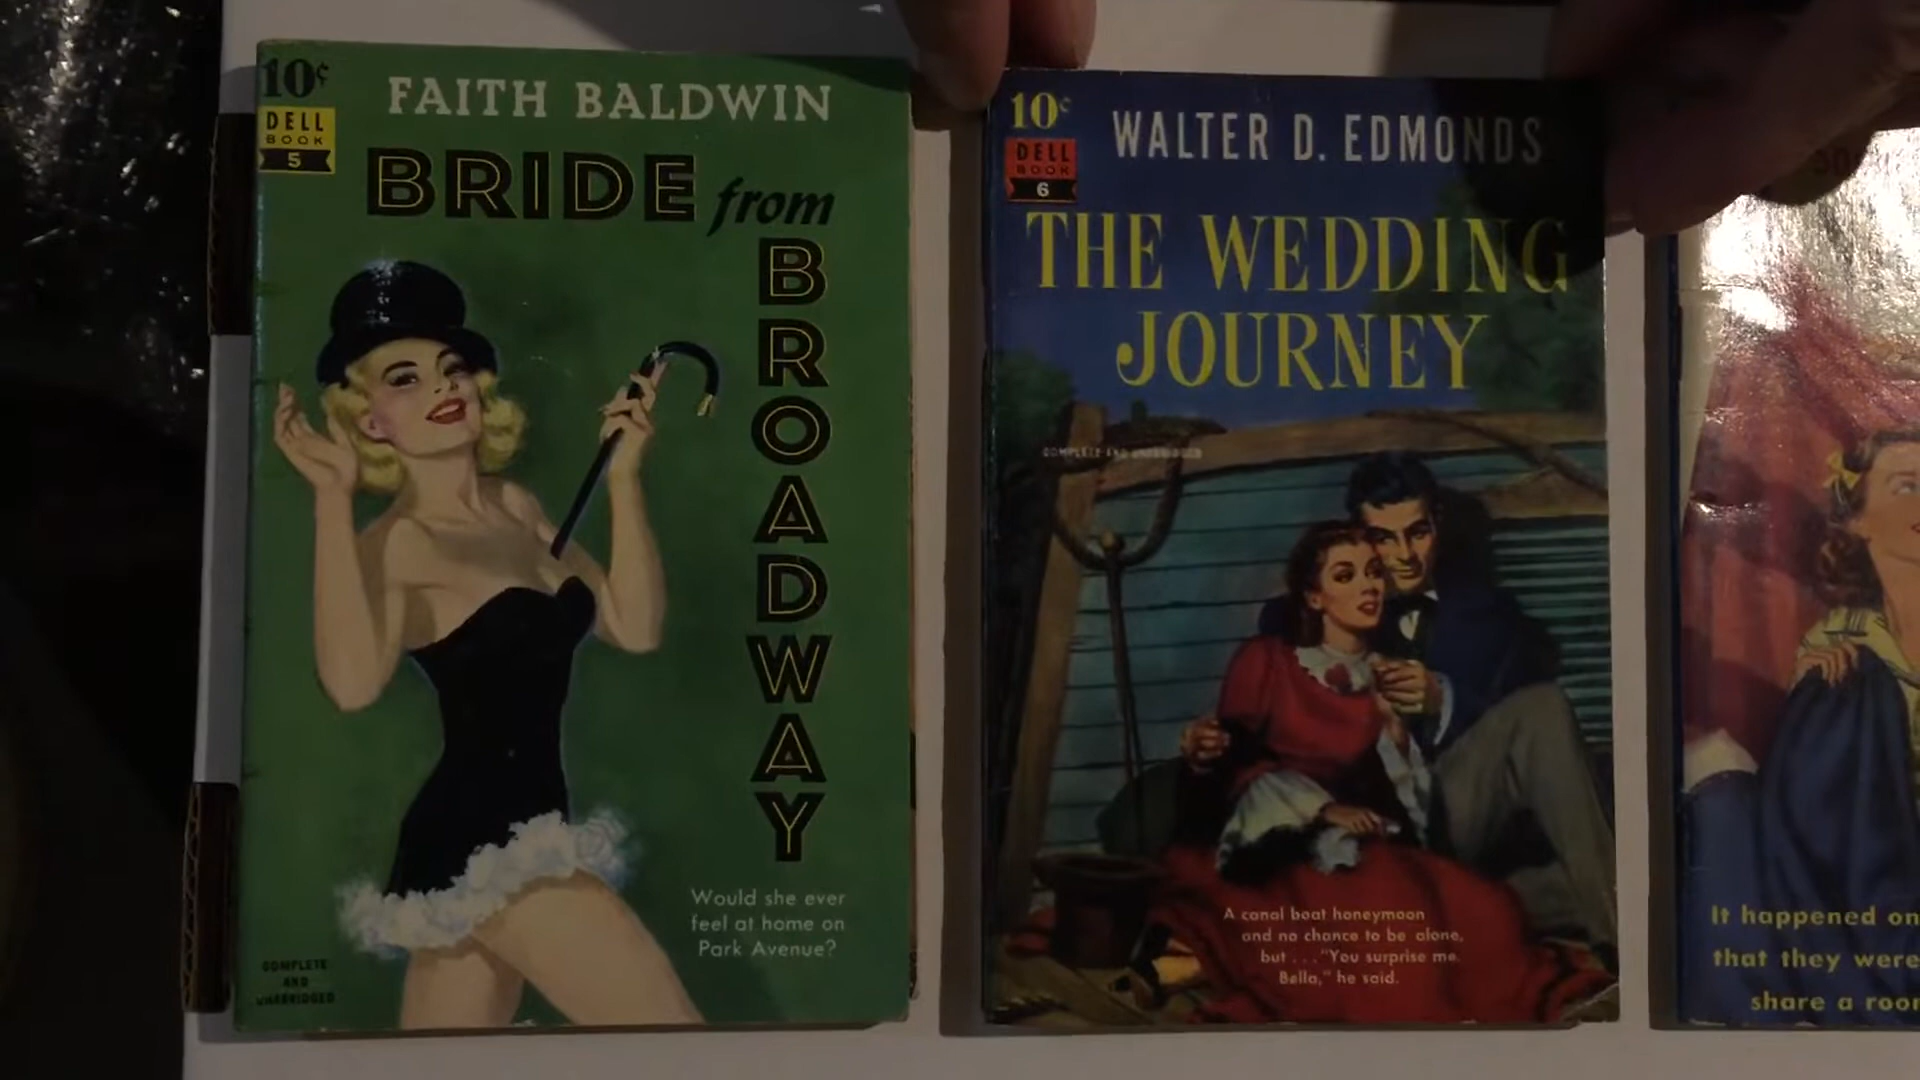 10¢
DELL
BOOK
5
FAITH BALDWIN
BRIDE from
BROADWAY
Would she ever
feel at home on
Park Avenue?
COMPLETE
AND
UNABRIDGED
10¢
DELL
BOOK
6
WALTER D. EDMONDS
THE WEDDING
JOURNEY
COMPLETE AND UNABRIDGED
A canal boat honeymoon
and no chance to be alone,
but . . . "You surprise me,
Bella," he said.
It happened on
that they were
share a room